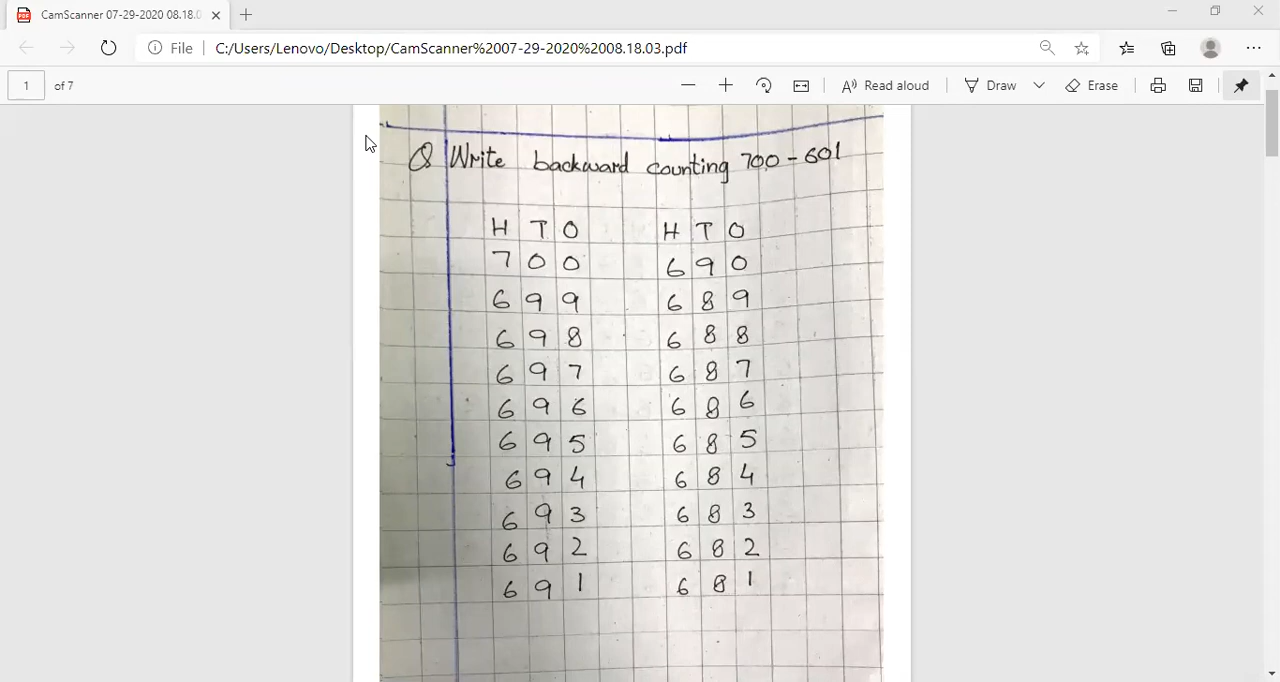 CamScanner 07-29-2020 08.18.0
File C:/Users/Lenovo/Desktop/CamScanner%2007-29-2020%2008.18.03.pdf
1 of 7 Read aloud Draw Erase
Q Write backward counting 700 - 601
H T O H T O
7 0 0 6 9 0
6 9 9 6 8 9
6 9 8 6 8 8
6 9 7 6 8 7
6 9 6 6 8 6
6 9 5 6 8 5
6 9 4 6 8 4
6 9 3 6 8 3
6 9 2 6 8 2
6 9 1 6 8 1